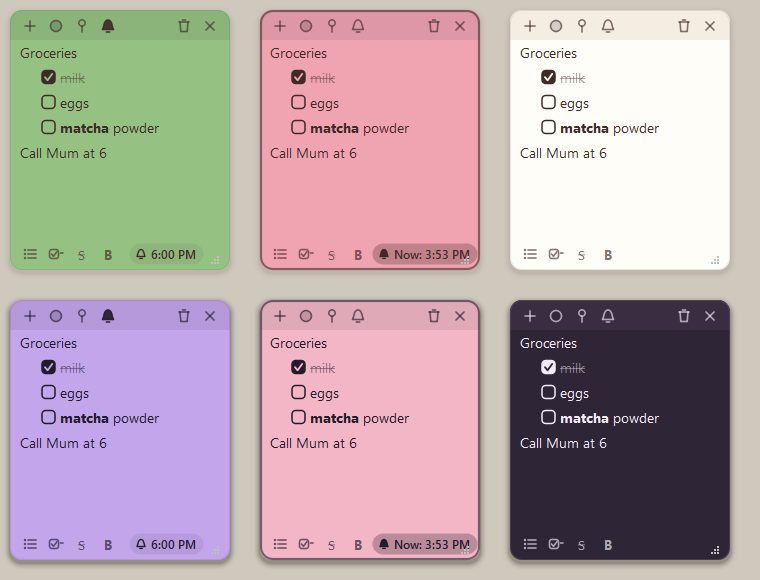 Groceries
milk
eggs
matcha powder
Call Mum at 6
S B 6:00 PM
Groceries
milk
eggs
matcha powder
Call Mum at 6
S B Now: 3:53 PM
Groceries
milk
eggs
matcha powder
Call Mum at 6
S B
Groceries
milk
eggs
matcha powder
Call Mum at 6
S B 6:00 PM
Groceries
milk
eggs
matcha powder
Call Mum at 6
S B Now: 3:53 PM
Groceries
milk
eggs
matcha powder
Call Mum at 6
S B